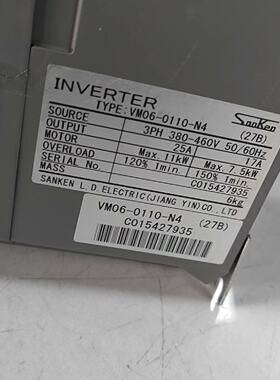 INVERTER SanKen
TYPE: VM06-0110-N4 (27B)
SOURCE 3PH 380-460V 50/60Hz
OUTPUT 25A 17A
MOTOR Max. 11kW Max. 7.5kW
OVERLOAD 120% 1min. 150% 1min.
SERIAL No. C015427935
MASS 6kg
SANKEN L.D.ELECTRIC(JIANG YIN)CO.,LTD
VM06-0110-N4 (27B)
C015427935